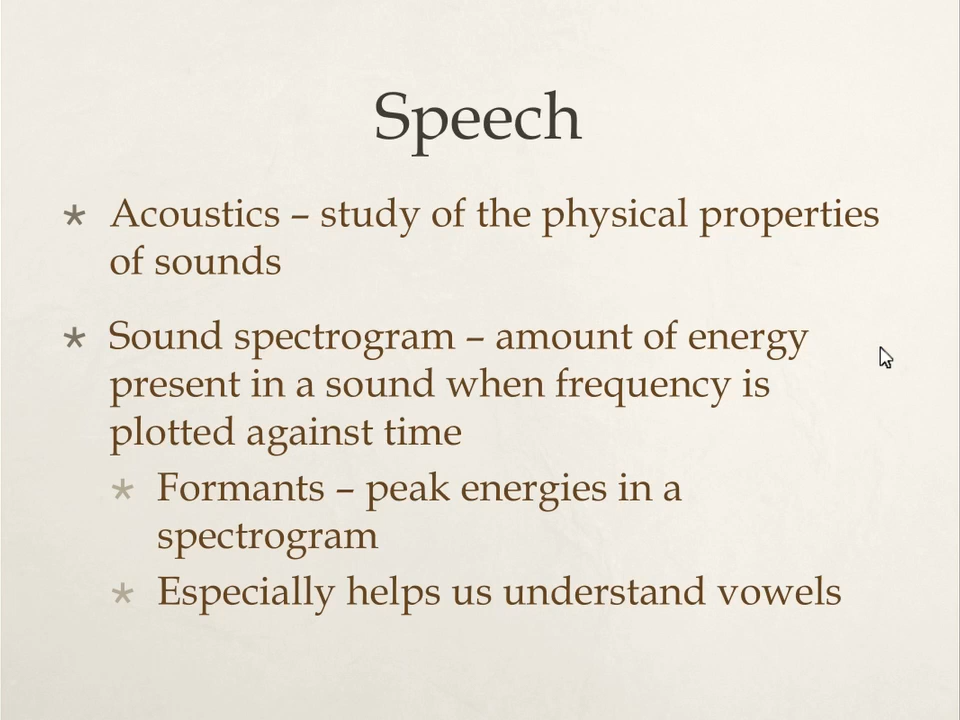 Speech
* Acoustics – study of the physical properties
of sounds
* Sound spectrogram – amount of energy
present in a sound when frequency is
plotted against time
* Formants – peak energies in a
spectrogram
* Especially helps us understand vowels